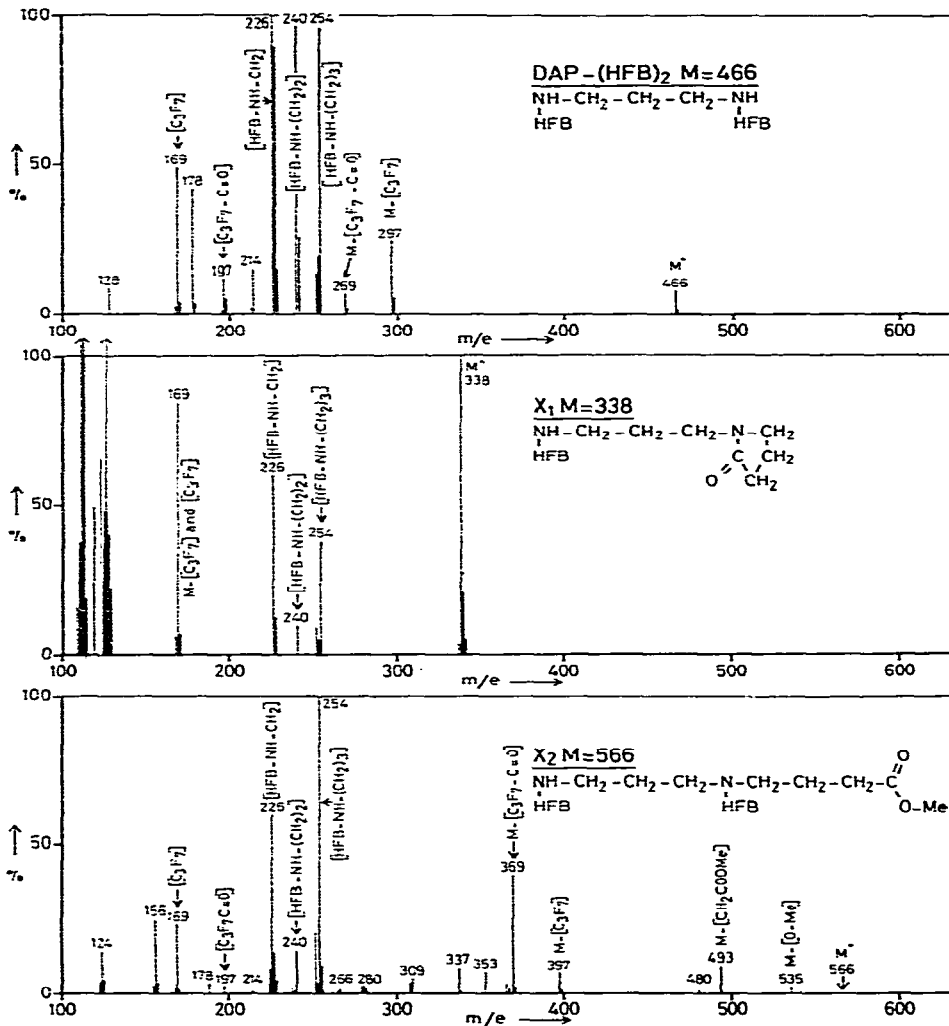 100
50
0
%
100
200
300
400
500
600
m/e
128
169
[C3F7]
178
197
[C3F7-C=O]
214
226
[HFB-NH-CH2]
240
[HFB-NH-(CH2)2]
254
[HFB-NH-(CH2)3]
269
M-[C3F7-C=O]
297
M-[C3F7]
M+
466
DAP-(HFB)2 M=466
NH-CH2-CH2-CH2-NH
HFB HFB
100
50
0
%
100
200
300
400
500
600
m/e
169
M-[C3F7] and [C3F7]
226
[HFB-NH-CH2]
240
[HFB-NH-(CH2)2]
254
[HFB-NH-(CH2)3]
M+
338
X1 M=338
NH-CH2-CH2-CH2-N-CH2
HFB C CH2
O CH2
100
50
0
%
100
200
300
400
500
600
m/e
124
156
169
[C3F7]
178
197
[C3F7C=O]
214
226
[HFB-NH-CH2]
240
[HFB-NH-(CH2)2]
254
[HFB-NH-(CH2)3]
266
280
309
337
353
369
M-[C3F7-C=O]
397
M-[C3F7]
480
493
M-[CH2COOMe]
535
M-[O-Me]
M+
566
X2 M=566
NH-CH2-CH2-CH2-N-CH2-CH2-CH2-C
O
HFB HFB O-Me